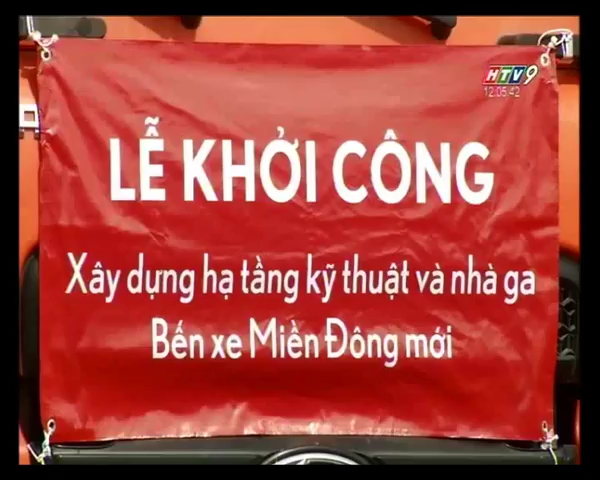 HTV9
12:05:42
LỄ KHỞI CÔNG
Xây dựng hạ tầng kỹ thuật và nhà ga
Bến xe Miền Đông mới